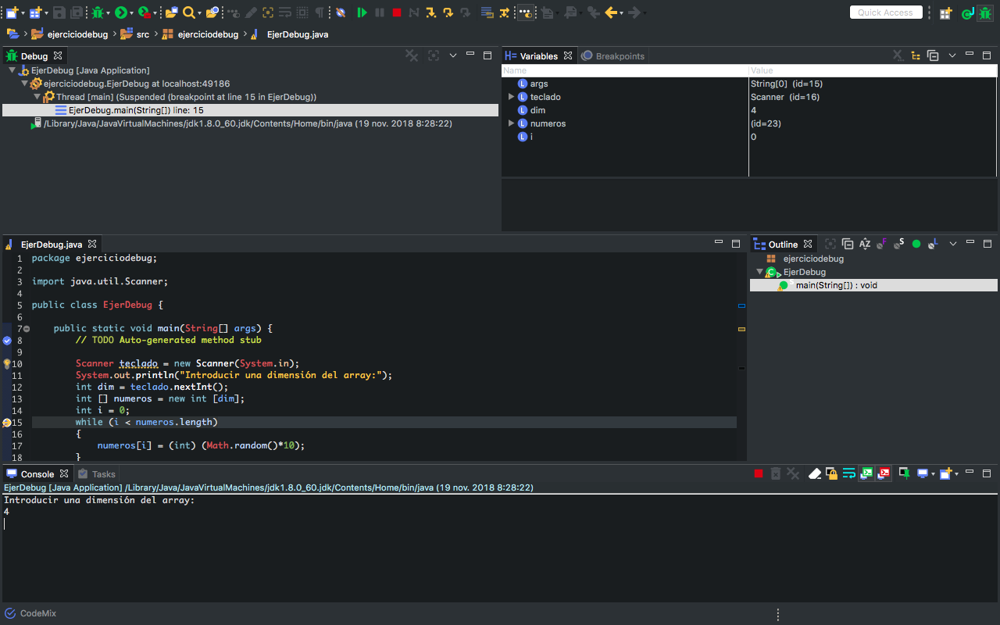 Quick Access
ejerciciodebug
src
ejerciciodebug
EjerDebug.java
Debug
EjerDebug [Java Application]
ejerciciodebug.EjerDebug at localhost:49186
Thread [main] (Suspended (breakpoint at line 15 in EjerDebug))
EjerDebug.main(String[]) line: 15
/Library/Java/JavaVirtualMachines/jdk1.8.0_60.jdk/Contents/Home/bin/java (19 nov. 2018 8:28:22)
Variables Breakpoints
Name Value
args String[0] (id=15)
teclado Scanner (id=16)
dim 4
numeros (id=23)
i 0
EjerDebug.java
1 package ejerciciodebug;
2
3 import java.util.Scanner;
4
5 public class EjerDebug {
6
7 public static void main(String[] args) {
8 // TODO Auto-generated method stub
9
10 Scanner teclado = new Scanner(System.in);
11 System.out.println("Introducir una dimensión del array:");
12 int dim = teclado.nextInt();
13 int [] numeros = new int [dim];
14 int i = 0;
15 while (i < numeros.length)
16 {
17 numeros[i] = (int) (Math.random()*10);
18 }
Outline
ejerciciodebug
EjerDebug
main(String[]) : void
Console Tasks
EjerDebug [Java Application] /Library/Java/JavaVirtualMachines/jdk1.8.0_60.jdk/Contents/Home/bin/java (19 nov. 2018 8:28:22)
Introducir una dimensión del array:
4
CodeMix